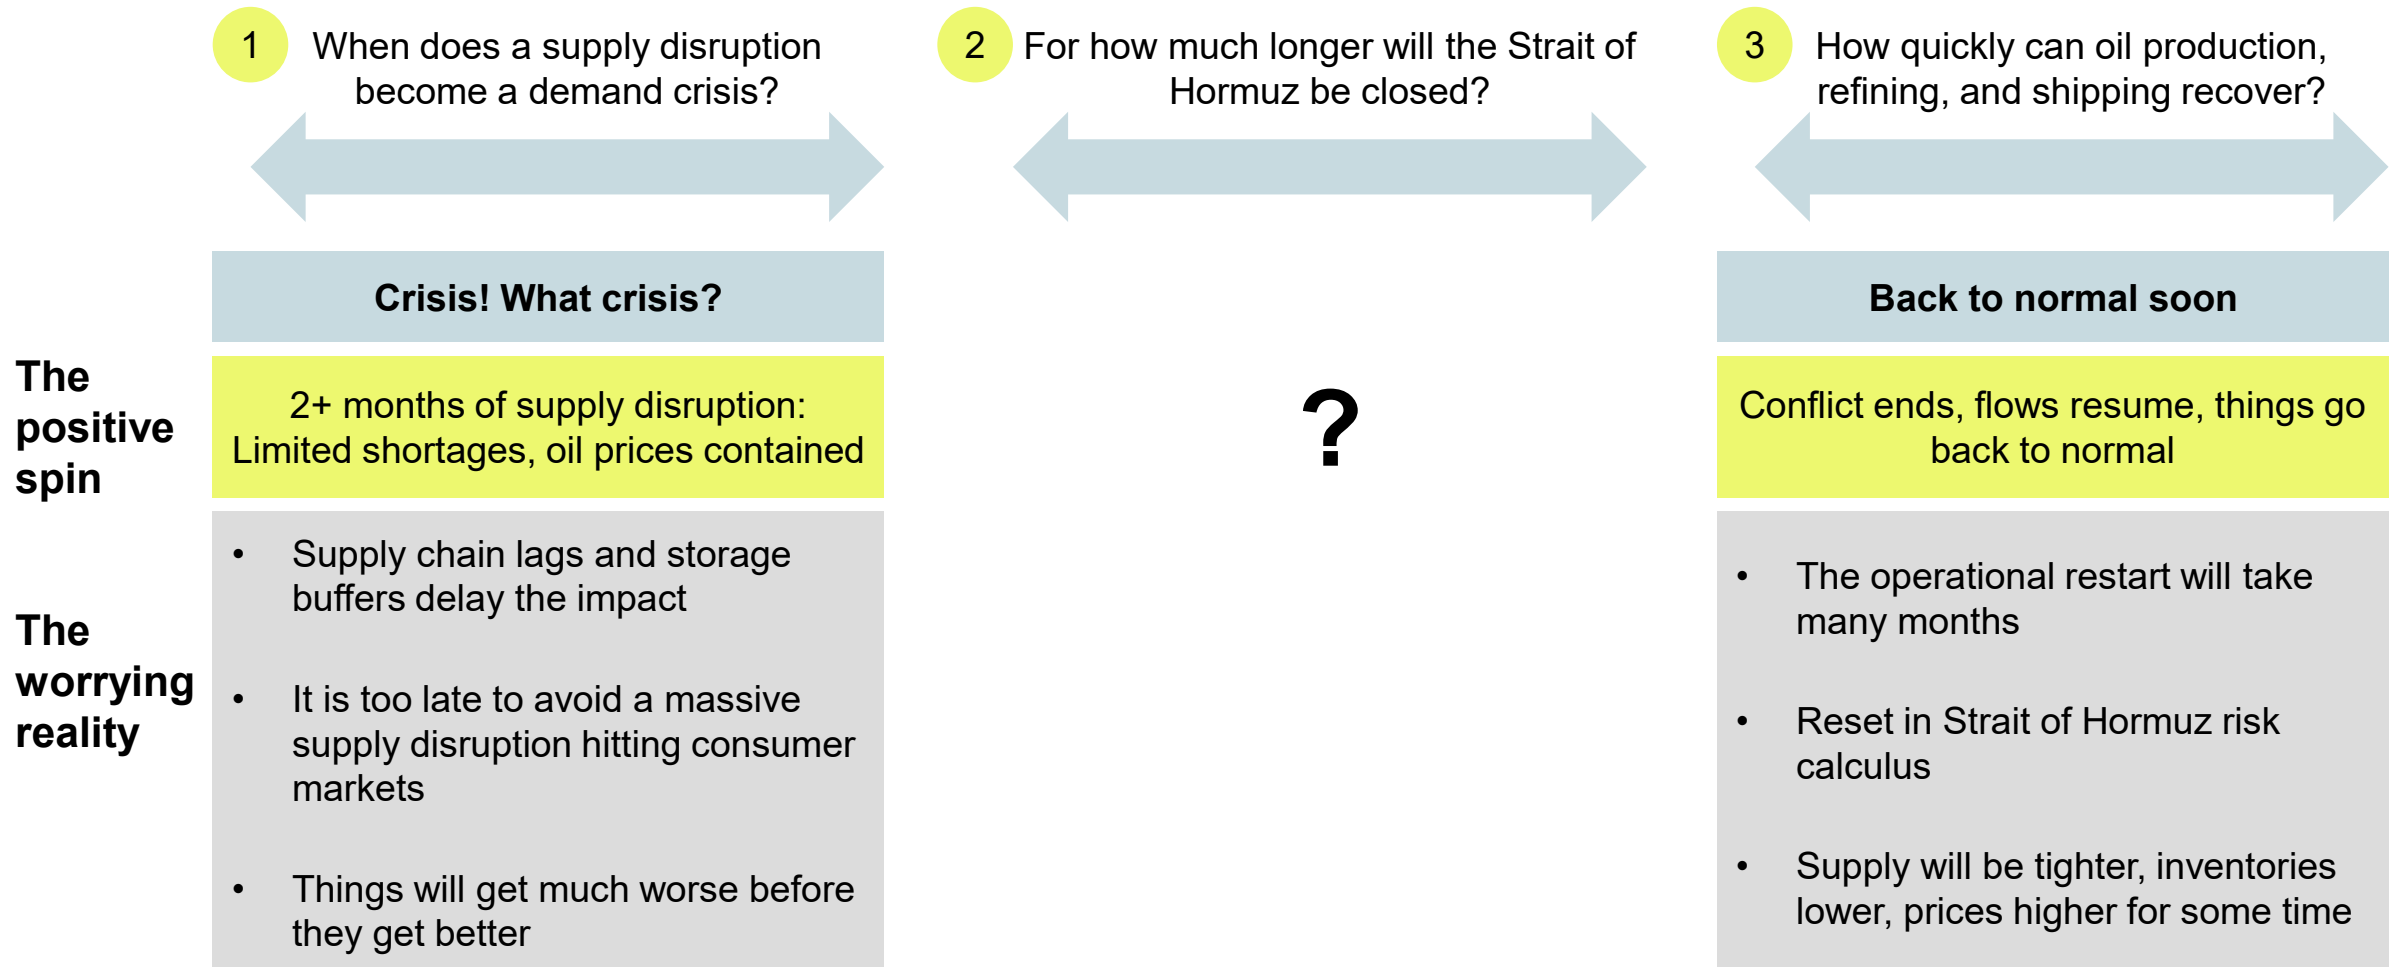 1
When does a supply disruption
become a demand crisis?
2
For how much longer will the Strait of
Hormuz be closed?
3
How quickly can oil production,
refining, and shipping recover?
Crisis! What crisis?
Back to normal soon
The
positive
spin
2+ months of supply disruption:
Limited shortages, oil prices contained
?
Conflict ends, flows resume, things go
back to normal
The
worrying
reality
• Supply chain lags and storage
buffers delay the impact
• It is too late to avoid a massive
supply disruption hitting consumer
markets
• Things will get much worse before
they get better
• The operational restart will take
many months
• Reset in Strait of Hormuz risk
calculus
• Supply will be tighter, inventories
lower, prices higher for some time